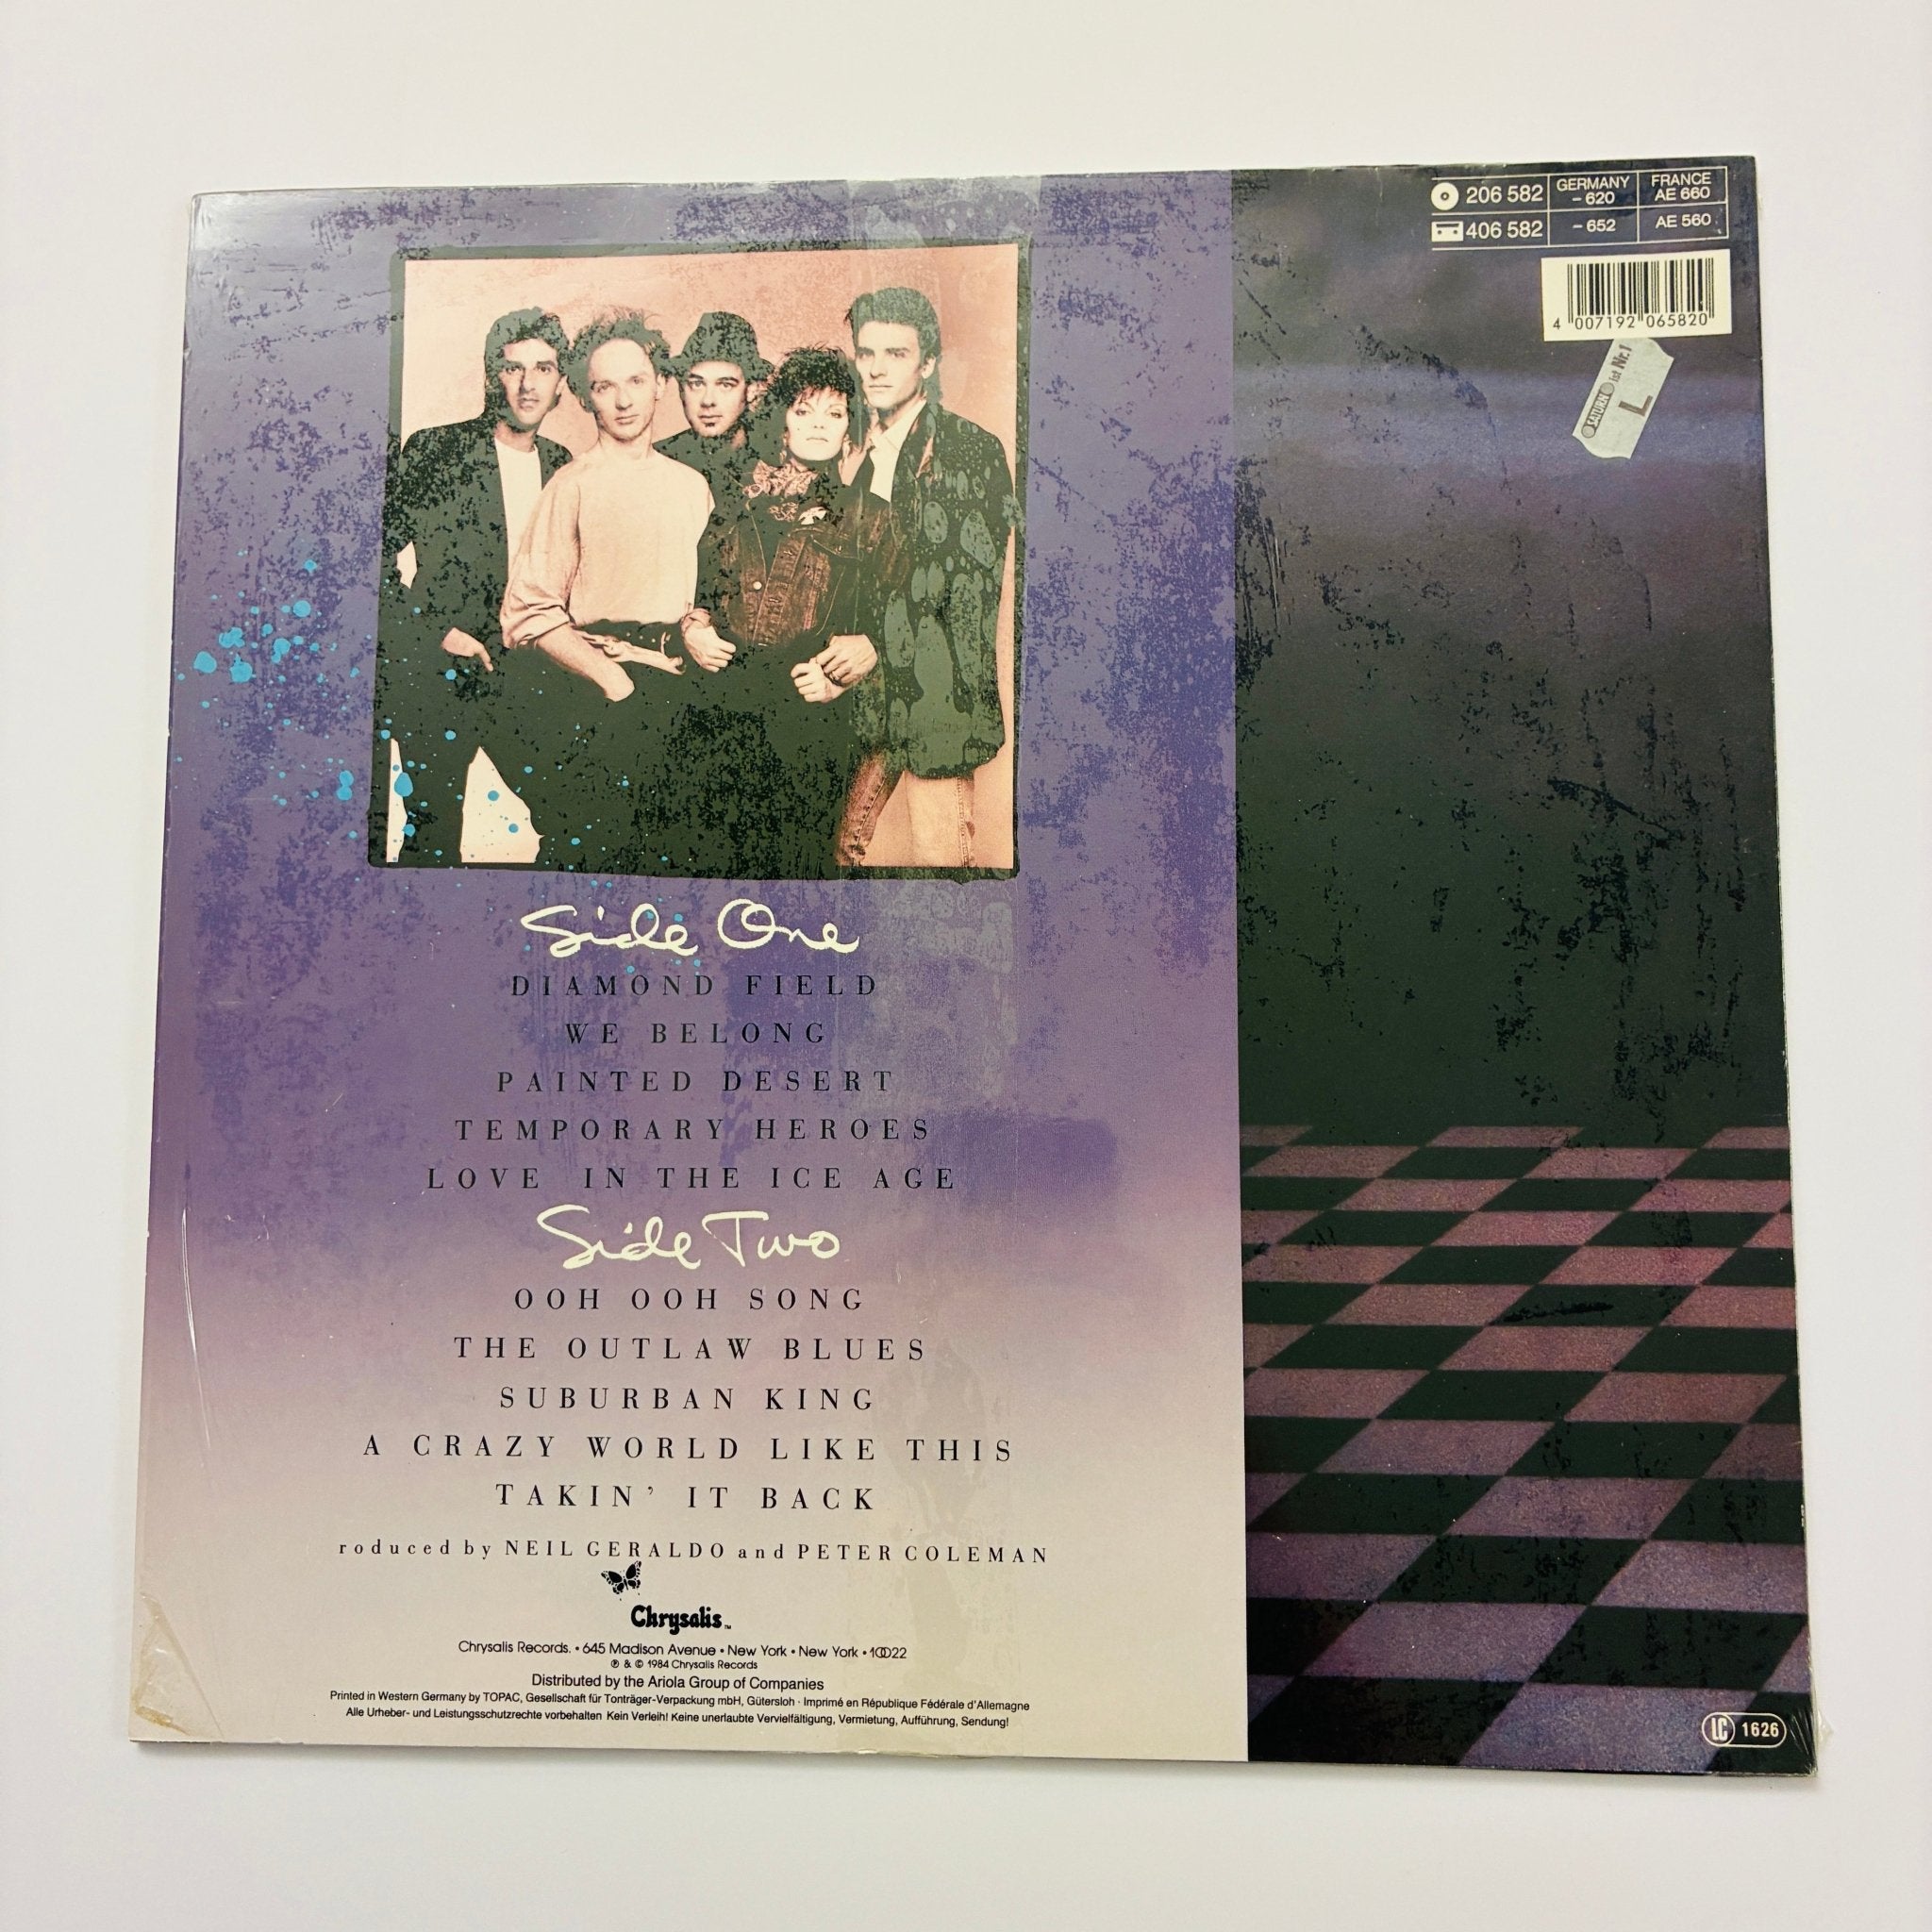 206 582 GERMANY - 620 FRANCE AE 660
406 582 - 652 AE 560
4 007192 065820
SATURN ist Nr.1
L
Side One
DIAMOND FIELD
WE BELONG
PAINTED DESERT
TEMPORARY HEROES
LOVE IN THE ICE AGE
Side Two
OOH OOH SONG
THE OUTLAW BLUES
SUBURBAN KING
A CRAZY WORLD LIKE THIS
TAKIN' IT BACK
roduced by NEIL GERALDO and PETER COLEMAN
Chrysalis TM
Chrysalis Records. • 645 Madison Avenue • New York • New York • 10022
℗ & © 1984 Chrysalis Records
Distributed by the Ariola Group of Companies
Printed in Western Germany by TOPAC, Gesellschaft für Tonträger-Verpackung mbH, Gütersloh · Imprimé en République Fédérale d'Allemagne
Alle Urheber- und Leistungsschutzrechte vorbehalten Kein Verleih! Keine unerlaubte Vervielfältigung, Vermietung, Aufführung, Sendung!
LC 1626